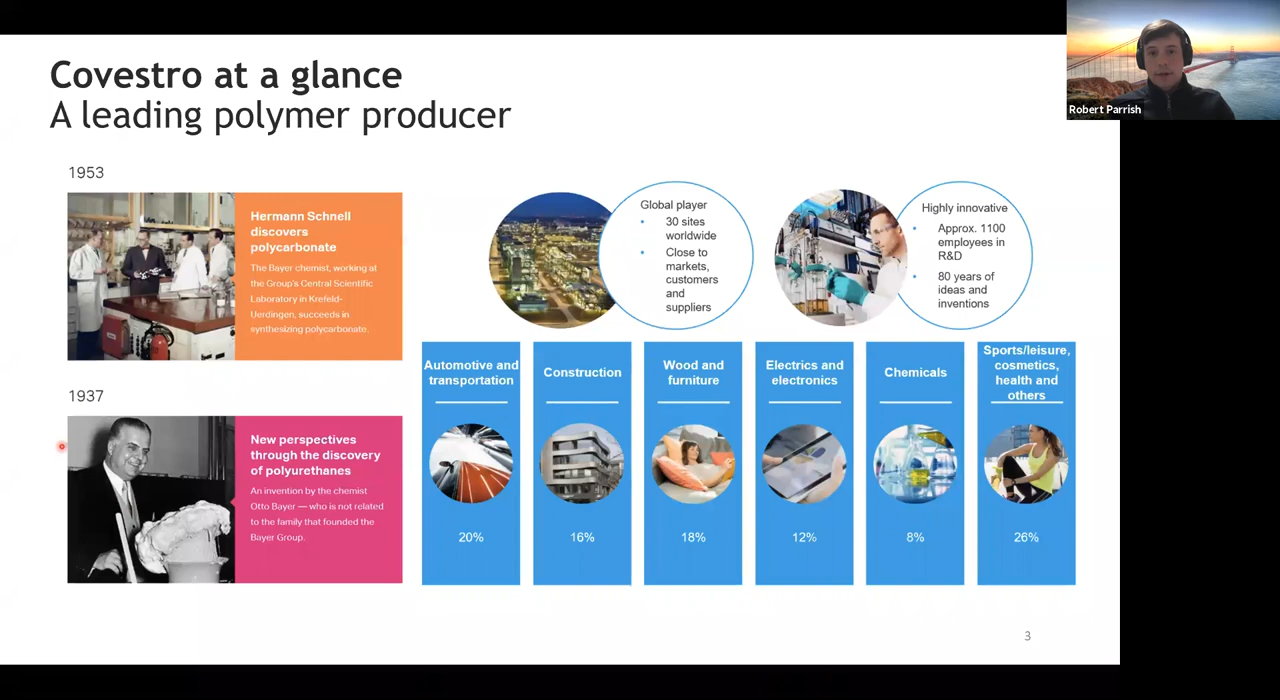 Covestro at a glance
A leading polymer producer
Robert Parrish
1953
Hermann Schnell
discovers
polycarbonate
The Bayer chemist, working at
the Group's Central Scientific
Laboratory in Krefeld-
Uerdingen, succeeds in
synthesizing polycarbonate.
1937
New perspectives
through the discovery
of polyurethanes
An invention by the chemist
Otto Bayer — who is not related
to the family that founded the
Bayer Group.
Global player
• 30 sites
worldwide
• Close to
markets,
customers
and
suppliers
Highly innovative
• Approx. 1100
employees in
R&D
• 80 years of
ideas and
inventions
Automotive and
transportation
20%
Construction
16%
Wood and
furniture
18%
Electrics and
electronics
12%
Chemicals
8%
Sports/leisure,
cosmetics,
health and
others
26%
3